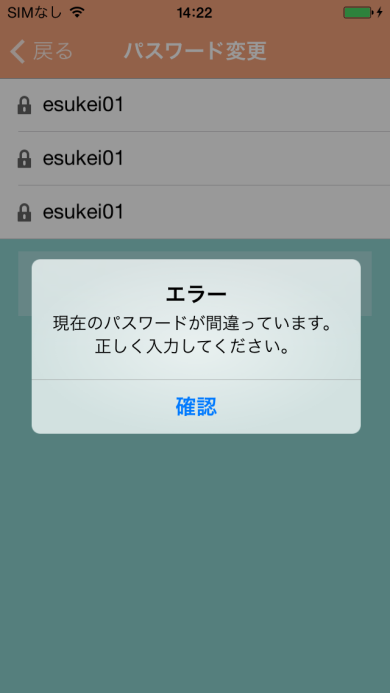 SIMなし 14:22
戻る パスワード変更
esukei01
esukei01
esukei01
エラー
現在のパスワードが間違っています。
正しく入力してください。
確認